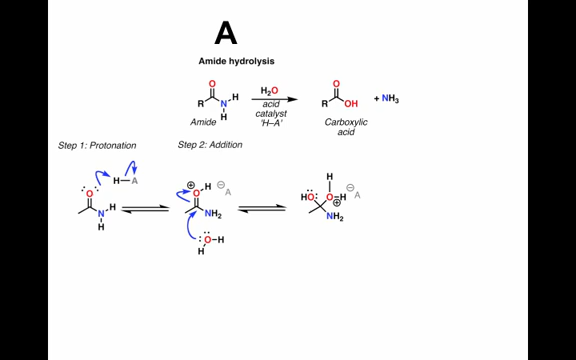 A
Amide hydrolysis
O
R N H
H
Amide
H₂O
acid
catalyst
'H–A'
O
R OH
Carboxylic
acid
+ NH₃
Step 1: Protonation
Step 2: Addition
:O: H–A
N H
H
⊕ O H ⊖ A
NH₂
:O–H
H
H
HO: O–H ⊕ ⊖ A
NH₂